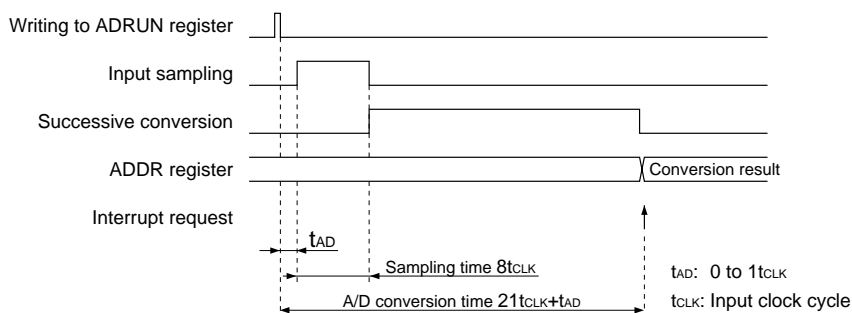 Writing to ADRUN register
Input sampling
Successive conversion
ADDR register
Conversion result
Interrupt request
tAD
Sampling time 8tCLK
tAD: 0 to 1tCLK
A/D conversion time 21tCLK+tAD
tCLK: Input clock cycle